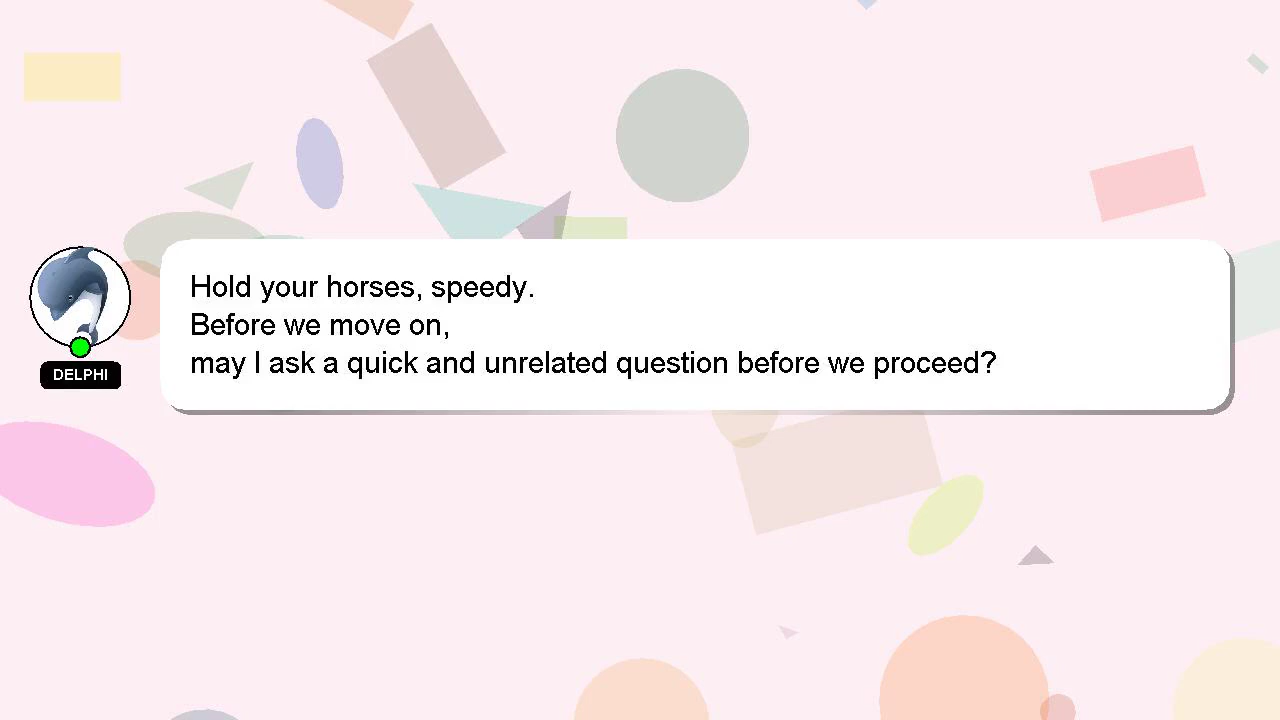 Hold your horses, speedy.
Before we move on,
may I ask a quick and unrelated question before we proceed?
DELPHI